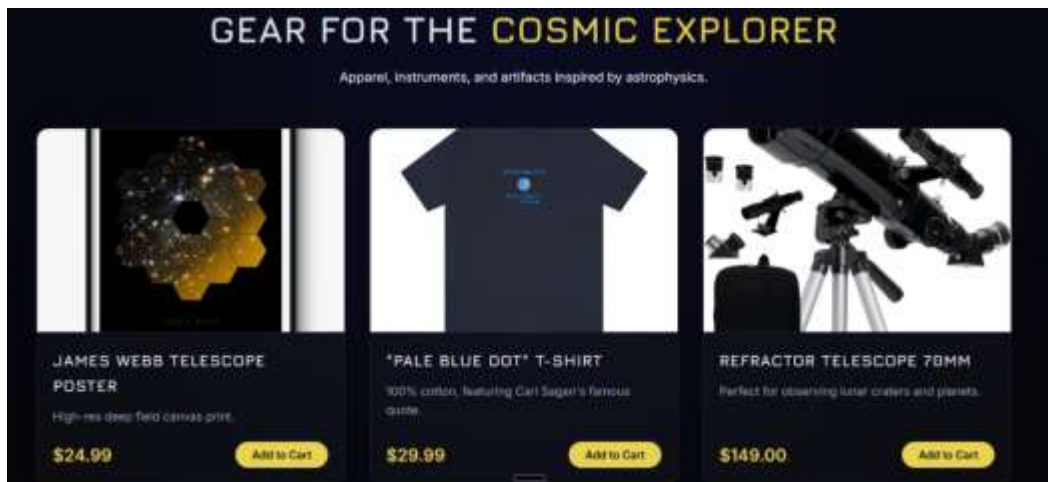 GEAR FOR THE COSMIC EXPLORER
Apparel, instruments, and artifacts inspired by astrophysics.
JAMES WEBB TELESCOPE
POSTER
High-res deep field canvas print.
$24.99
Add to Cart
"PALE BLUE DOT" T-SHIRT
100% cotton, featuring Carl Sagan's famous
quote.
$29.99
Add to Cart
REFRACTOR TELESCOPE 70MM
Perfect for observing lunar craters and planets.
$149.00
Add to Cart